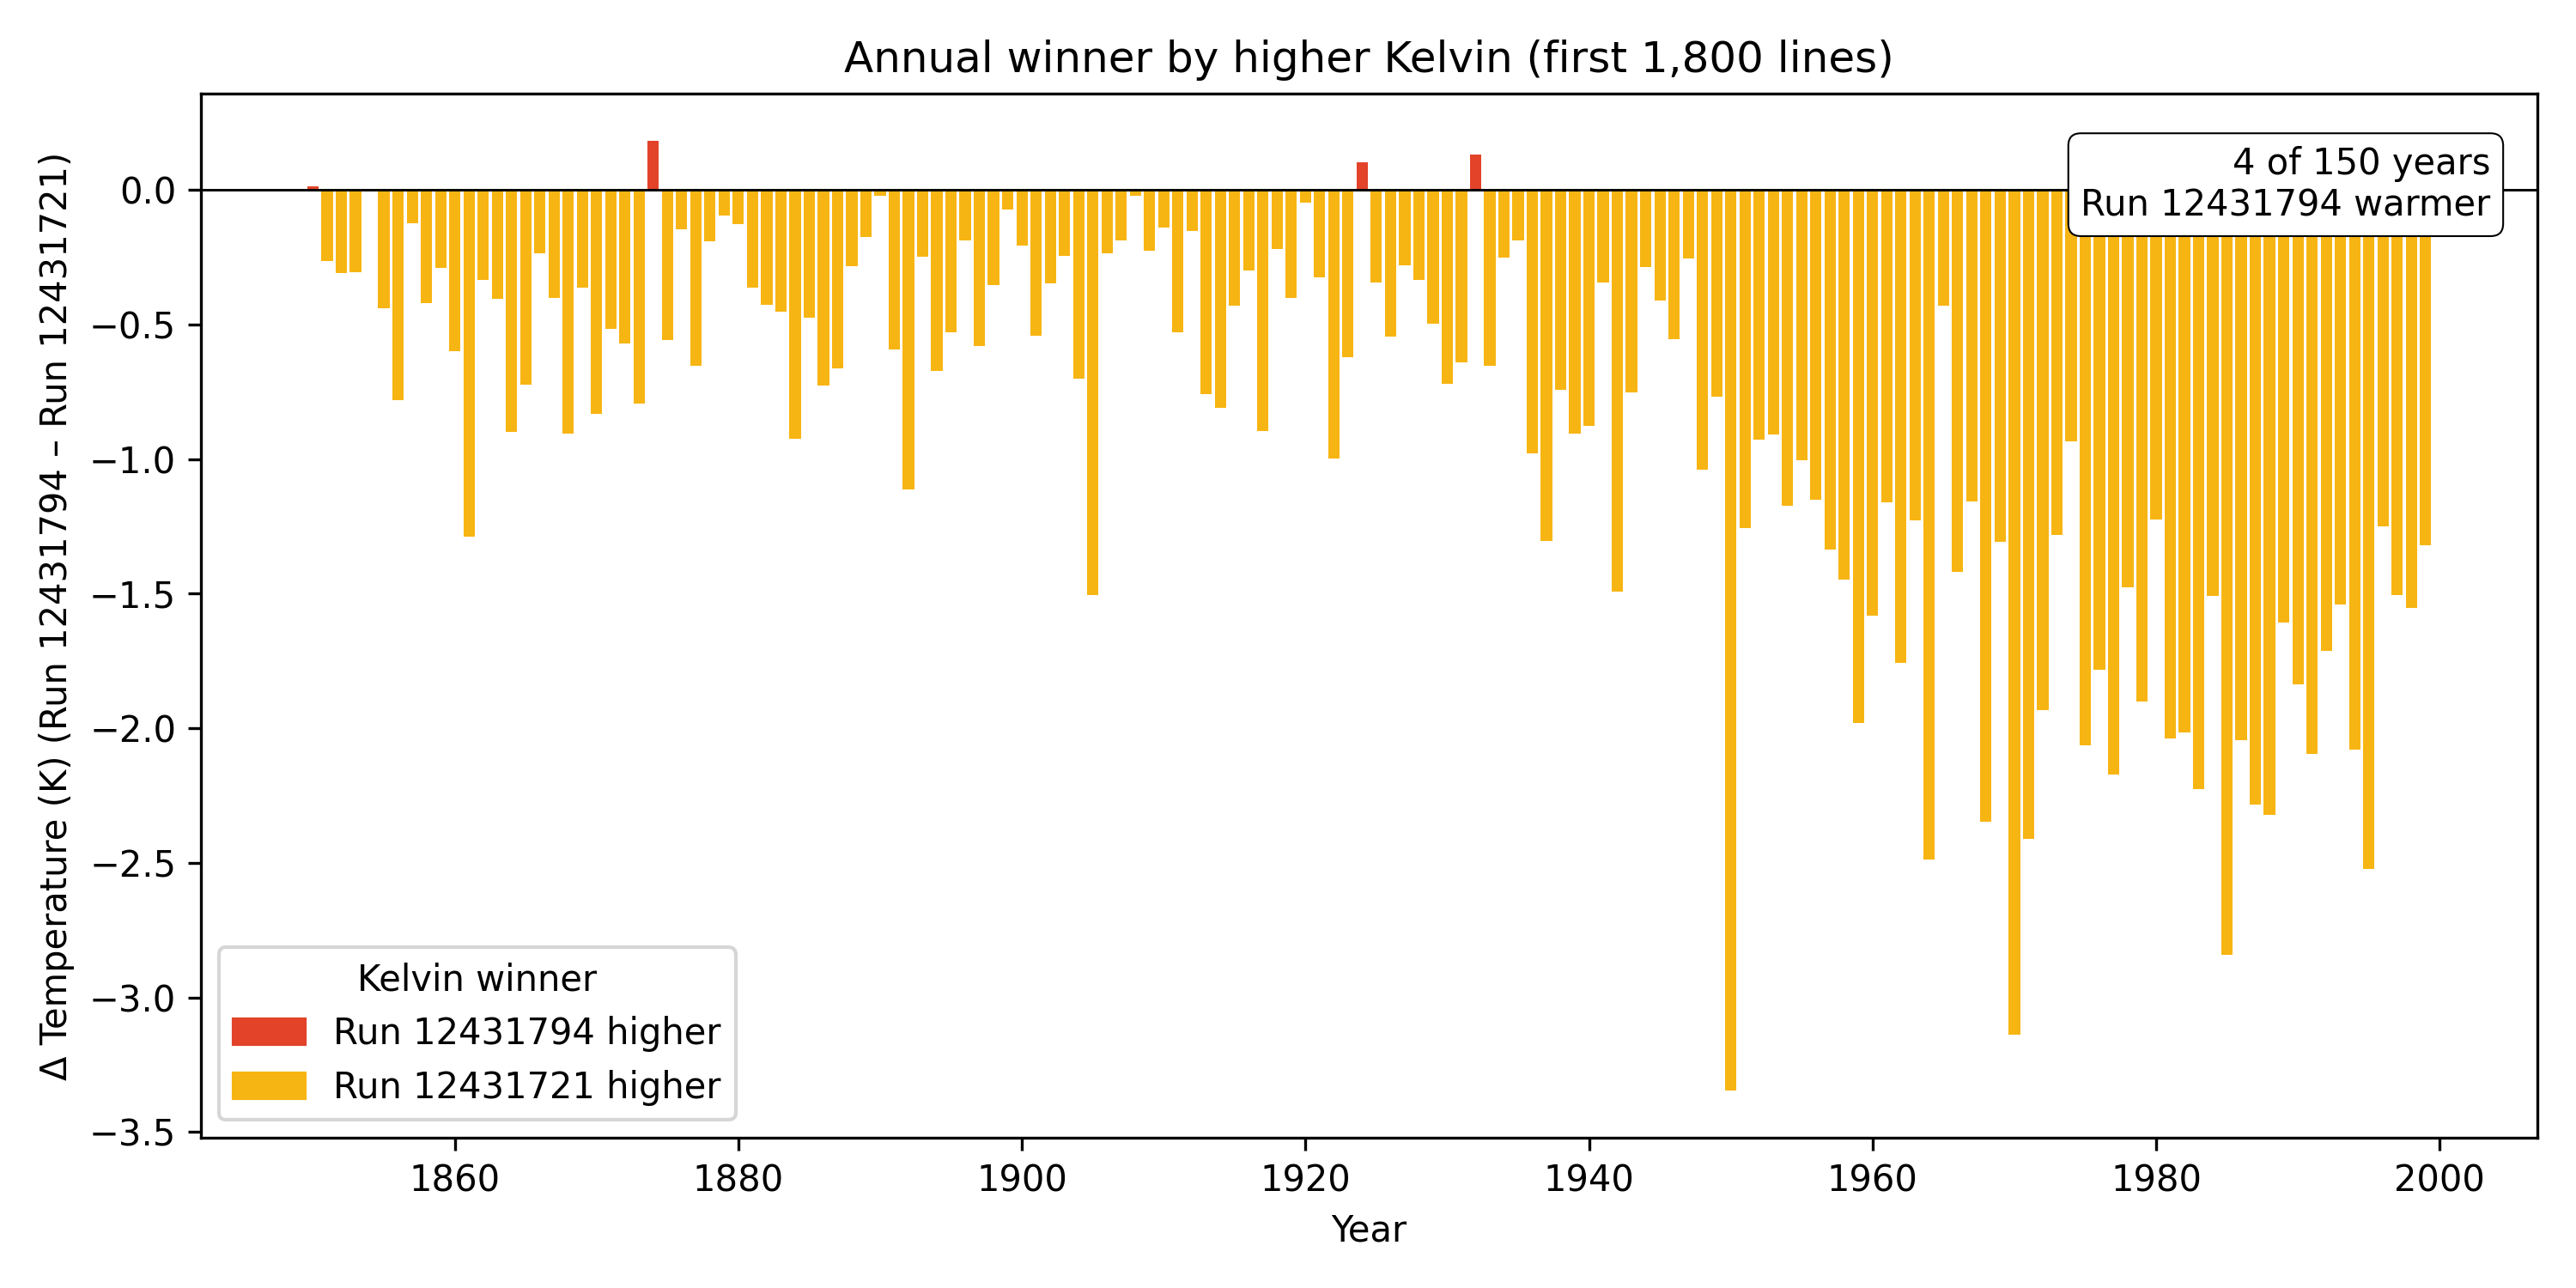 Annual winner by higher Kelvin (first 1,800 lines)
Δ Temperature (K) (Run 12431794 – Run 12431721)
0.0
−0.5
−1.0
−1.5
−2.0
−2.5
−3.0
−3.5
4 of 150 years
Run 12431794 warmer
Kelvin winner
Run 12431794 higher
Run 12431721 higher
1860
1880
1900
1920
1940
1960
1980
2000
Year